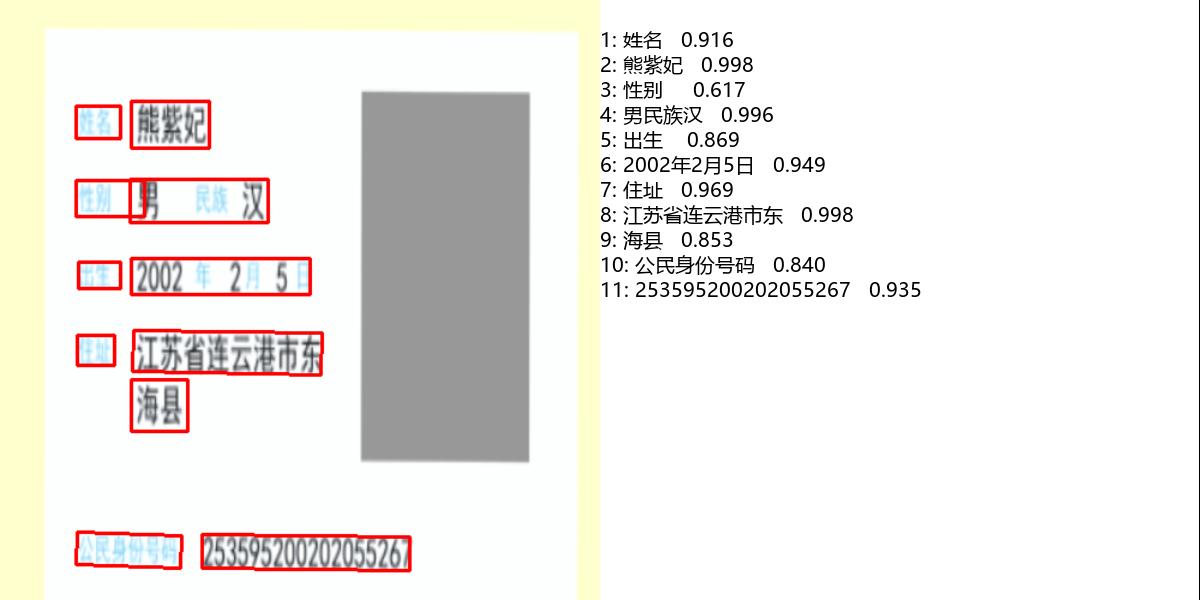 姓名 熊紫妃
性别 男 民族 汉
出生 2002 年 2 月 5 日
住址 江苏省连云港市东
海县
公民身份号码 253595200202055267
1: 姓名 0.916
2: 熊紫妃 0.998
3: 性别 0.617
4: 男民族汉 0.996
5: 出生 0.869
6: 2002年2月5日 0.949
7: 住址 0.969
8: 江苏省连云港市东 0.998
9: 海县 0.853
10: 公民身份号码 0.840
11: 253595200202055267 0.935